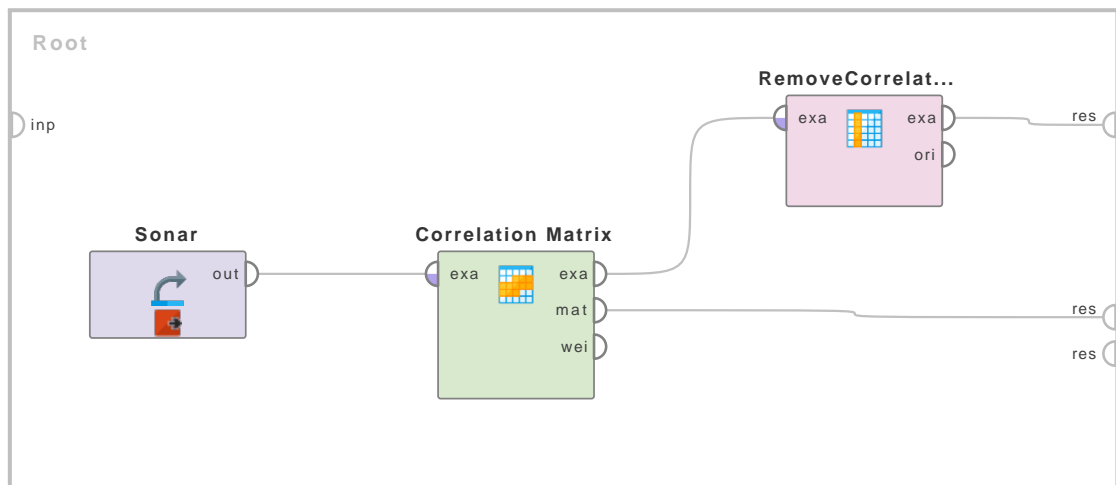 Root
inp
Sonar
out
Correlation Matrix
exa
exa
mat
wei
RemoveCorrelat...
exa
exa
ori
res
res
res